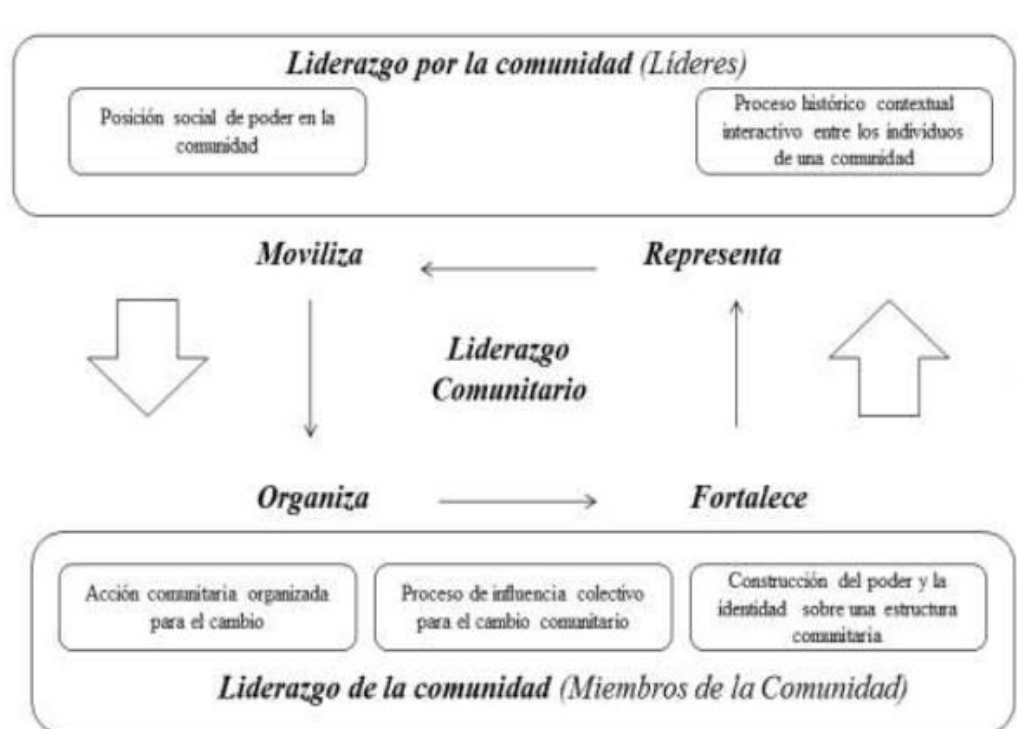 Liderazgo por la comunidad (Líderes)
Posición social de poder en la
comunidad
Proceso histórico contextual
interactivo entre los individuos
de una comunidad
Moviliza
Representa
Liderazgo
Comunitario
Organiza
Fortalece
Acción comunitaria organizada
para el cambio
Proceso de influencia colectivo
para el cambio comunitario
Construcción del poder y la
identidad sobre una estructura
comunitaria
Liderazgo de la comunidad (Miembros de la Comunidad)